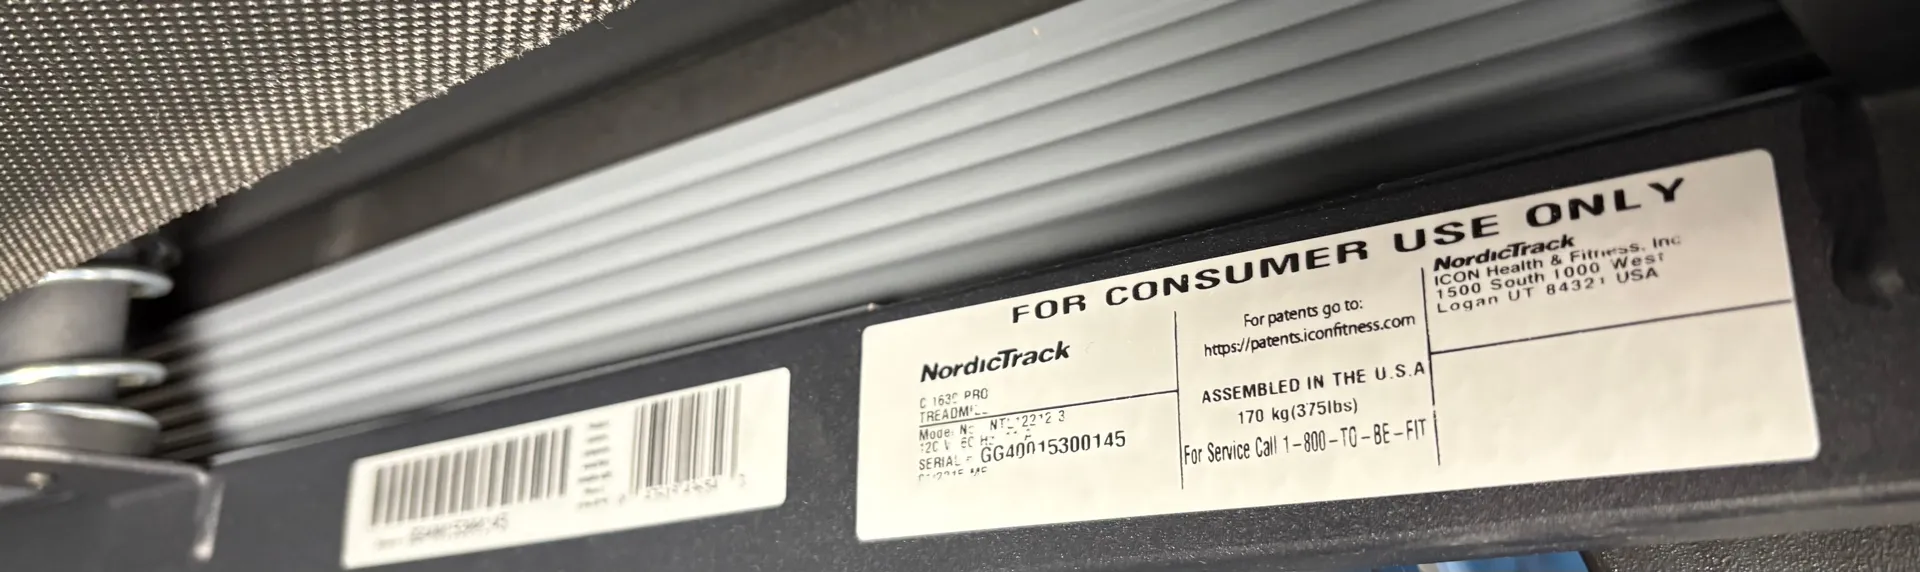 FOR CONSUMER USE ONLY
NordicTrack
PRO
SERIAL
GG40015300145
For patents go to:
https://patents.iconfitness.com
ASSEMBLED IN THE U.S.A
170 kg(375lbs)
For Service Call 1-800-TO-BE-FIT
NordicTrack
ICON Health & Fitness, Inc
1500 South 1000 West
Logan UT 84321 USA
GG40015300145